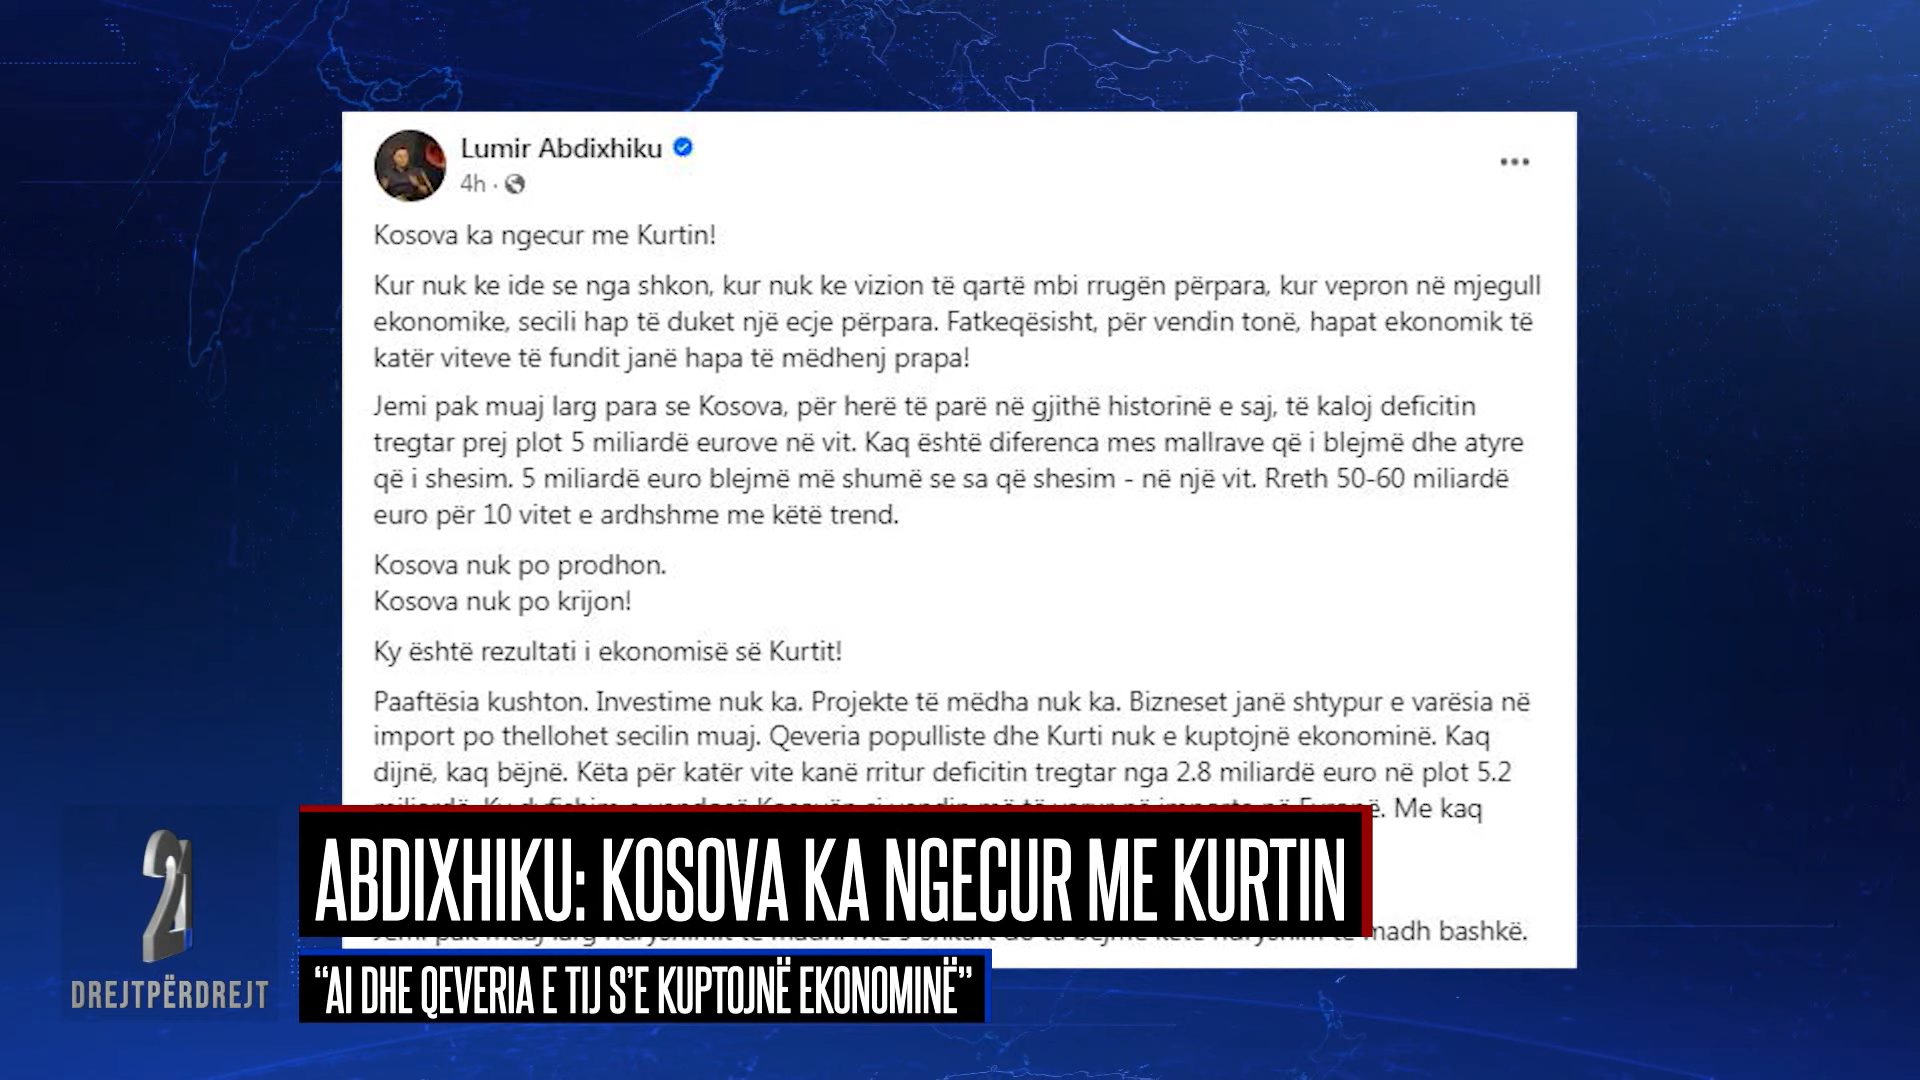 Lumir Abdixhiku
4h ·
Kosova ka ngecur me Kurtin!
Kur nuk ke ide se nga shkon, kur nuk ke vizion të qartë mbi rrugën përpara, kur vepron në mjegull
ekonomike, secili hap të duket një ecje përpara. Fatkeqësisht, për vendin tonë, hapat ekonomik të
katër viteve të fundit janë hapa të mëdhenj prapa!
Jemi pak muaj larg para se Kosova, për herë të parë në gjithë historinë e saj, të kaloj deficitin
tregtar prej plot 5 miliardë eurove në vit. Kaq është diferenca mes mallrave që i blejmë dhe atyre
që i shesim. 5 miliardë euro blejmë më shumë se sa që shesim - në një vit. Rreth 50-60 miliardë
euro për 10 vitet e ardhshme me këtë trend.
Kosova nuk po prodhon.
Kosova nuk po krijon!
Ky është rezultati i ekonomisë së Kurtit!
Paaftësia kushton. Investime nuk ka. Projekte të mëdha nuk ka. Bizneset janë shtypur e varësia në
import po thellohet secilin muaj. Qeveria populliste dhe Kurti nuk e kuptojnë ekonominë. Kaq
dijnë, kaq bëjnë. Këta për katër vite kanë rritur deficitin tregtar nga 2.8 miliardë euro në plot 5.2
Me kaq
madh bashkë.
ABDIXHIKU: KOSOVA KA NGECUR ME KURTIN
“AI DHE QEVERIA E TIJ S’E KUPTOJNË EKONOMINË”
21
DREJTPËRDREJT